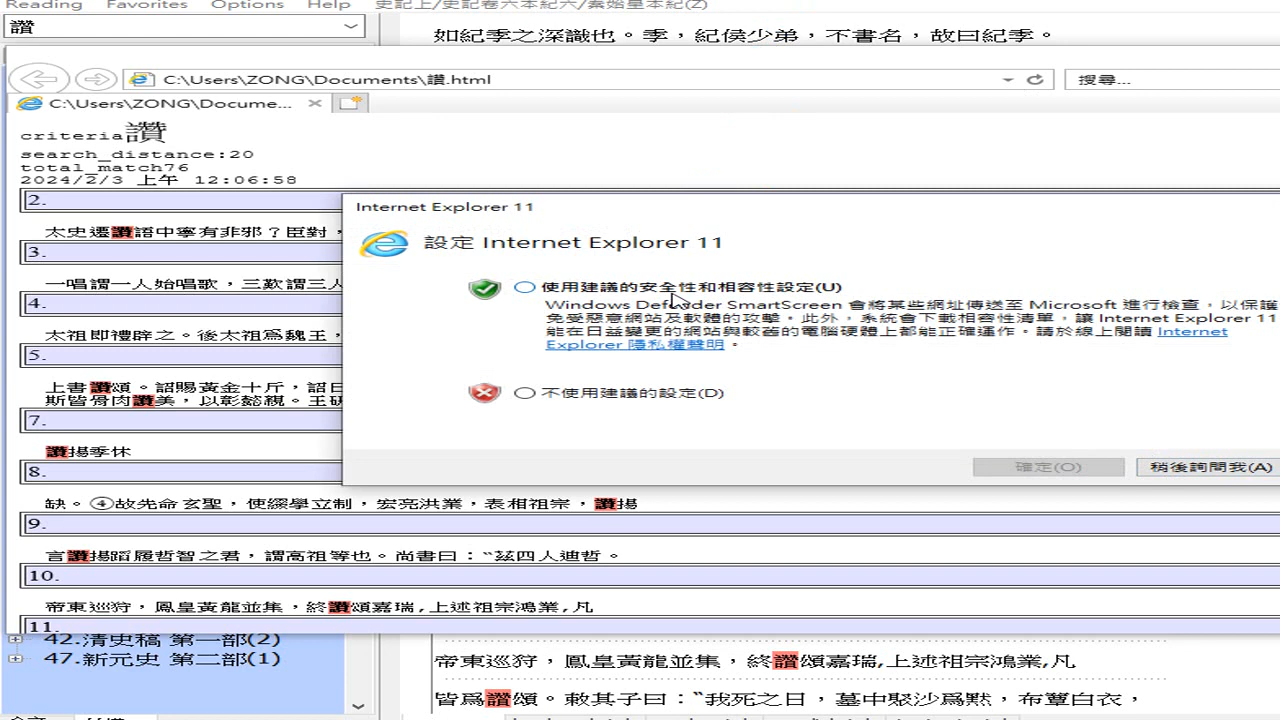 Reading Favorites Options Help 史記上/史記卷六本紀六/秦始皇本紀(Z)
讚
如紀季之深識也。季，紀侯少弟，不書名，故曰紀季。
C:\Users\ZONG\Documents\讚.html
搜尋...
C:\Users\ZONG\Docume...
criteria讚
search_distance:20
total_match76
2024/2/3 上午 12:06:58
2.
太史遷讚語中寧有非邪？臣對，
3.
一唱謂一人始唱歌，三歎謂三人
4.
太祖即禮辟之。後太祖爲魏王，
5.
上書讚頌。詔賜黃金十斤，詔曰
斯皆骨肉讚美，以彰懿親。王研
7.
讚揚季休
8.
缺。④故先命玄聖，使綴學立制，宏亮洪業，表相祖宗，讚揚
9.
言讚揚蹈履哲智之君，謂高祖等也。尚書曰：“茲四人迪哲。
10.
帝東巡狩，鳳皇黃龍並集，終讚頌嘉瑞,上述祖宗鴻業,凡
11.
Internet Explorer 11
設定 Internet Explorer 11
使用建議的安全性和相容性設定(U)
Windows Defender SmartScreen 會將某些網址傳送至 Microsoft 進行檢查，以保護
免受惡意網站及軟體的攻擊。此外，系統會下載相容性清單，讓 Internet Explorer 11
能在日益變更的網站與較舊的電腦硬體上都能正確運作。請於線上閱讀 Internet
Explorer 隱私權聲明。
不使用建議的設定(D)
確定(O)
稍後詢問我(A)
42.清史稿 第一部(2)
47.新元史 第二部(1)
帝東巡狩，鳳皇黃龍並集，終讚頌嘉瑞,上述祖宗鴻業,凡
皆爲讚頌。敕其子曰：“我死之日，墓中聚沙爲默，布覃白衣，